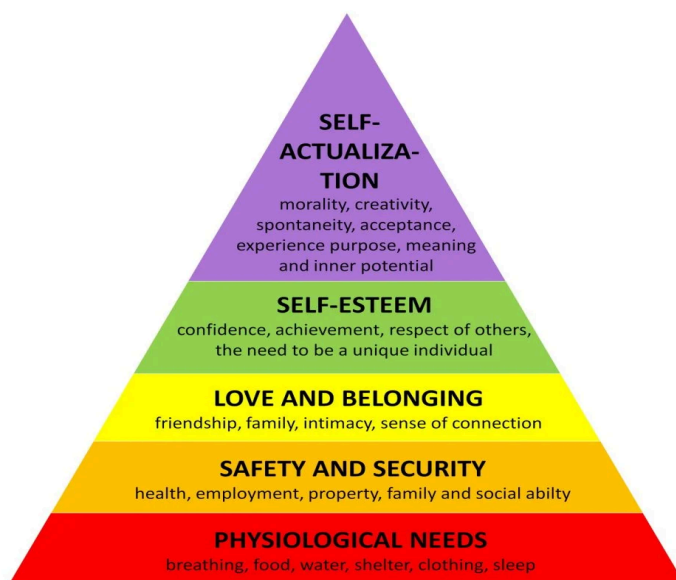 SELF-
ACTUALIZA-
TION
morality, creativity,
spontaneity, acceptance,
experience purpose, meaning
and inner potential
SELF-ESTEEM
confidence, achievement, respect of others,
the need to be a unique individual
LOVE AND BELONGING
friendship, family, intimacy, sense of connection
SAFETY AND SECURITY
health, employment, property, family and social abilty
PHYSIOLOGICAL NEEDS
breathing, food, water, shelter, clothing, sleep